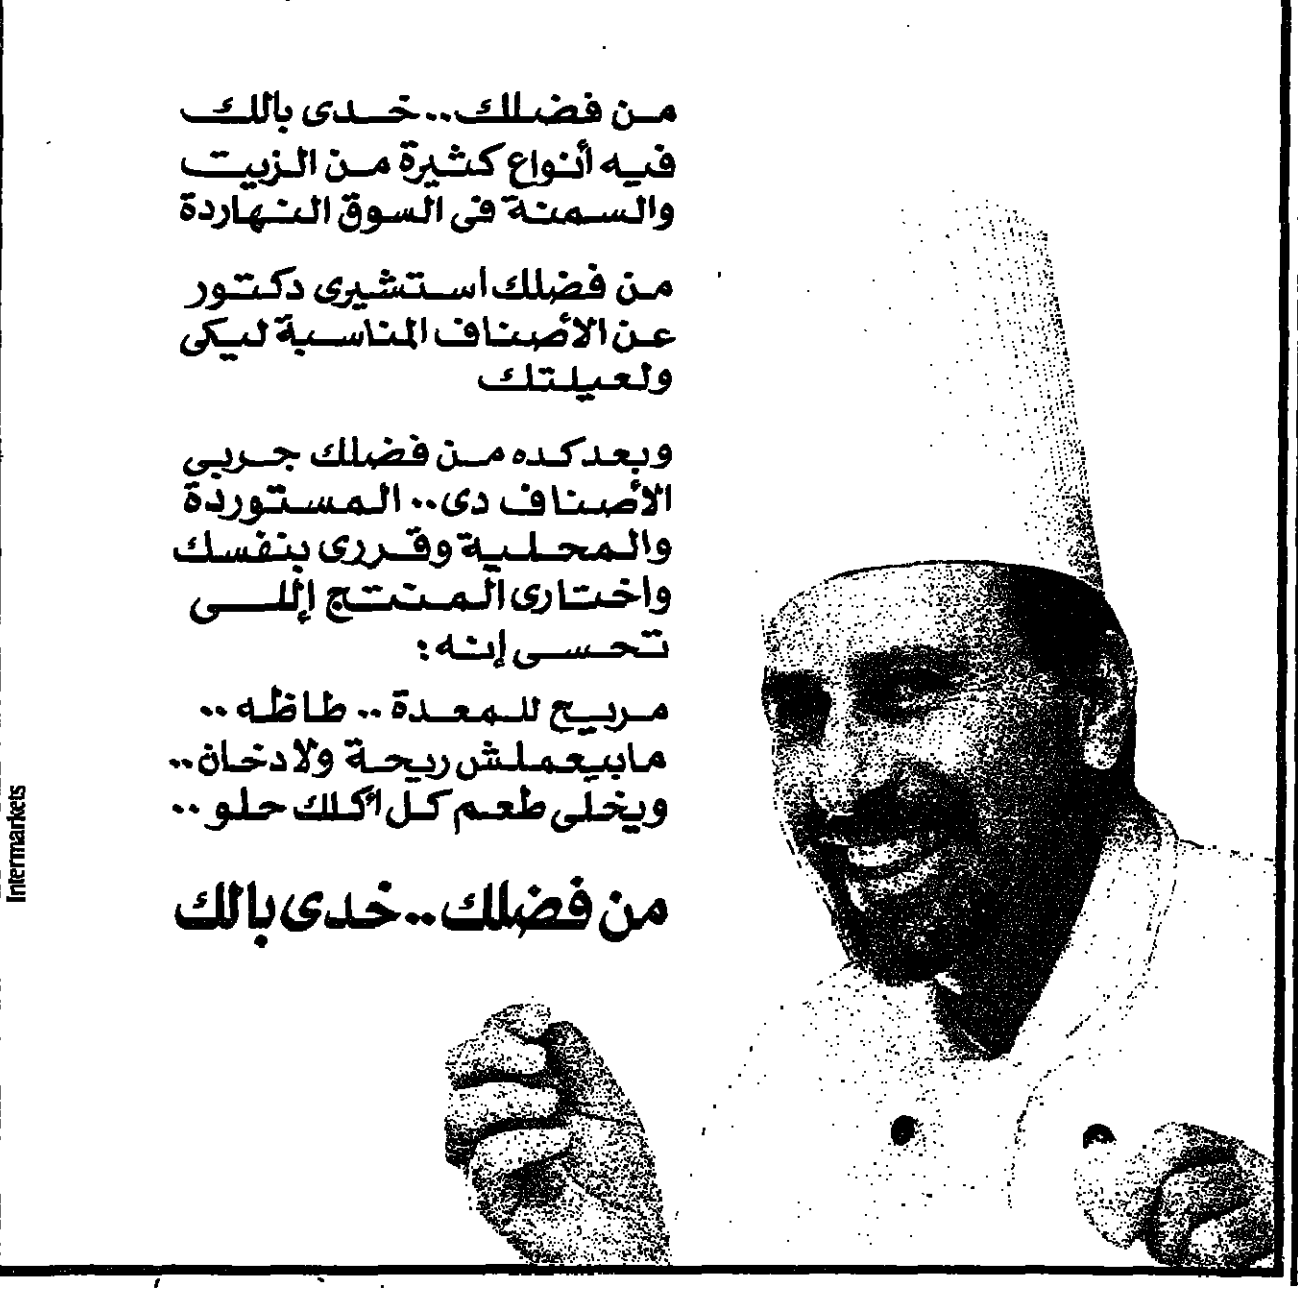 من فضلك.. خدى بالك
فيه أنواع كثيرة من الزيت
والسمنة فى السوق النهاردة
من فضلك استشيرى دكتور
عن الأصناف المناسبة ليكى
ولعيلتك
وبعد كده من فضلك جربى
الأصناف دى.. المستوردة
والمحلية وقررى بنفسك
واختارى المنتج إللى
تحسى إنه :
مريح للمعدة .. طاظه ..
مابيعملش ريحة ولا دخان ..
ويخلى طعم كل أكلك حلو ..
من فضلك .. خدى بالك
Intermarkets